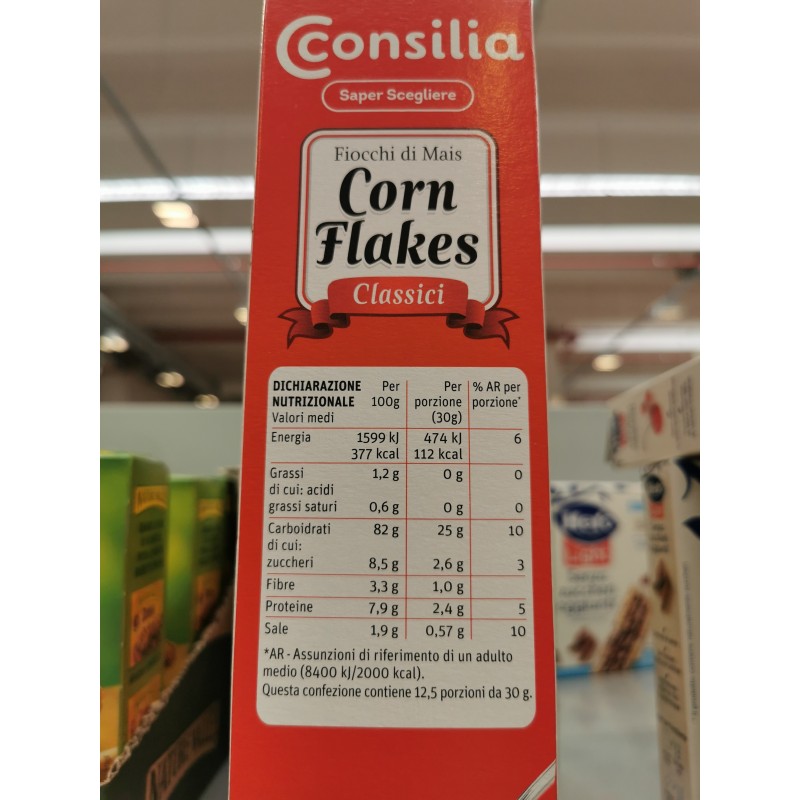 Consilia
Saper Scegliere
Fiocchi di Mais
Corn
Flakes
Classici
DICHIARAZIONE NUTRIZIONALE Valori medi | Per 100g | Per porzione (30g) | % AR per porzione*
Energia | 1599 kJ | 474 kJ | 6
377 kcal | 112 kcal
Grassi | 1,2 g | 0 g | 0
di cui: acidi
grassi saturi | 0,6 g | 0 g | 0
Carboidrati | 82 g | 25 g | 10
di cui:
zuccheri | 8,5 g | 2,6 g | 3
Fibre | 3,3 g | 1,0 g
Proteine | 7,9 g | 2,4 g | 5
Sale | 1,9 g | 0,57 g | 10
*AR - Assunzioni di riferimento di un adulto
medio (8400 kJ/2000 kcal).
Questa confezione contiene 12,5 porzioni da 30 g.
Hero